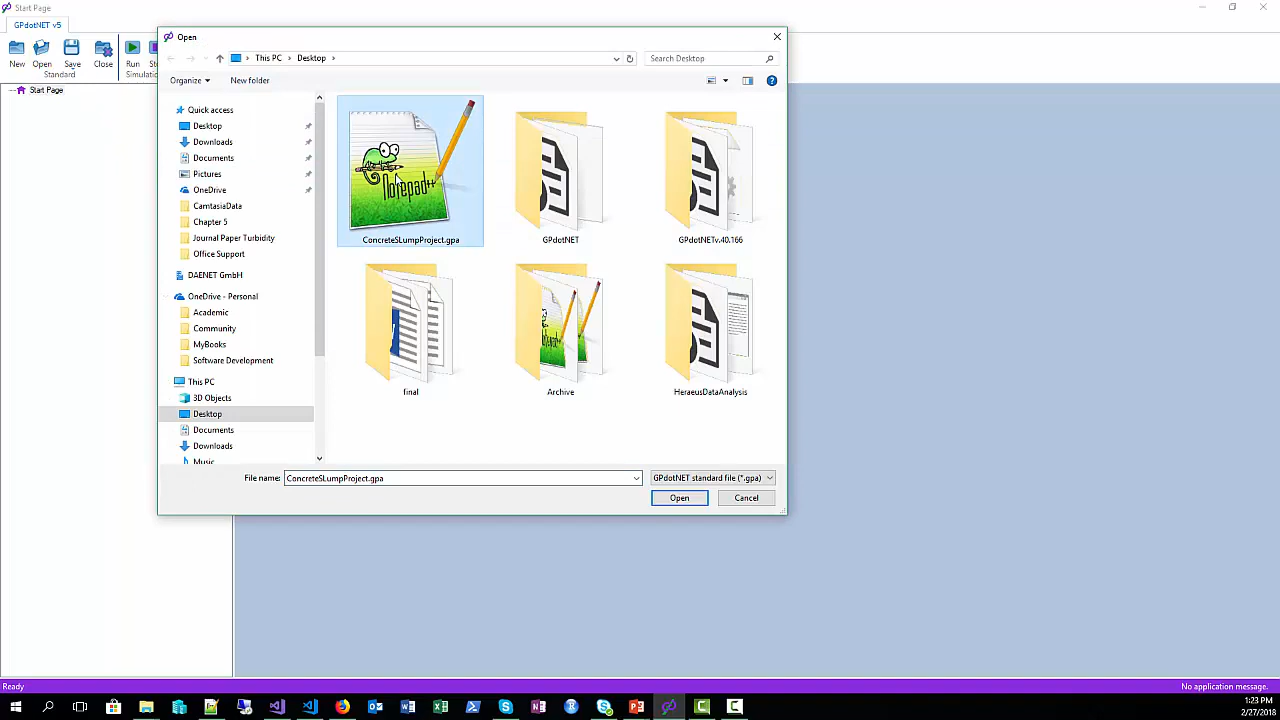 Start Page
GPdotNET v5
New
Open
Save
Close
Run
Standard
Simulatio
Start Page
Open
This PC
Desktop
Search Desktop
Organize
New folder
Quick access
Desktop
Downloads
Documents
Pictures
OneDrive
CamtasiaData
Chapter 5
Journal Paper Turbidity
Office Support
DAENET GmbH
OneDrive - Personal
Academic
Community
MyBooks
Software Development
This PC
3D Objects
Desktop
Documents
Downloads
Music
Notepad++
ConcreteSLumpProject.gpa
GPdotNET
GPdotNETv.40.166
final
Archive
HeraeusDataAnalysis
File name:
ConcreteSLumpProject.gpa
GPdotNET standard file (*.gpa)
Open
Cancel
Ready
No application message.
1:23 PM
2/27/2018